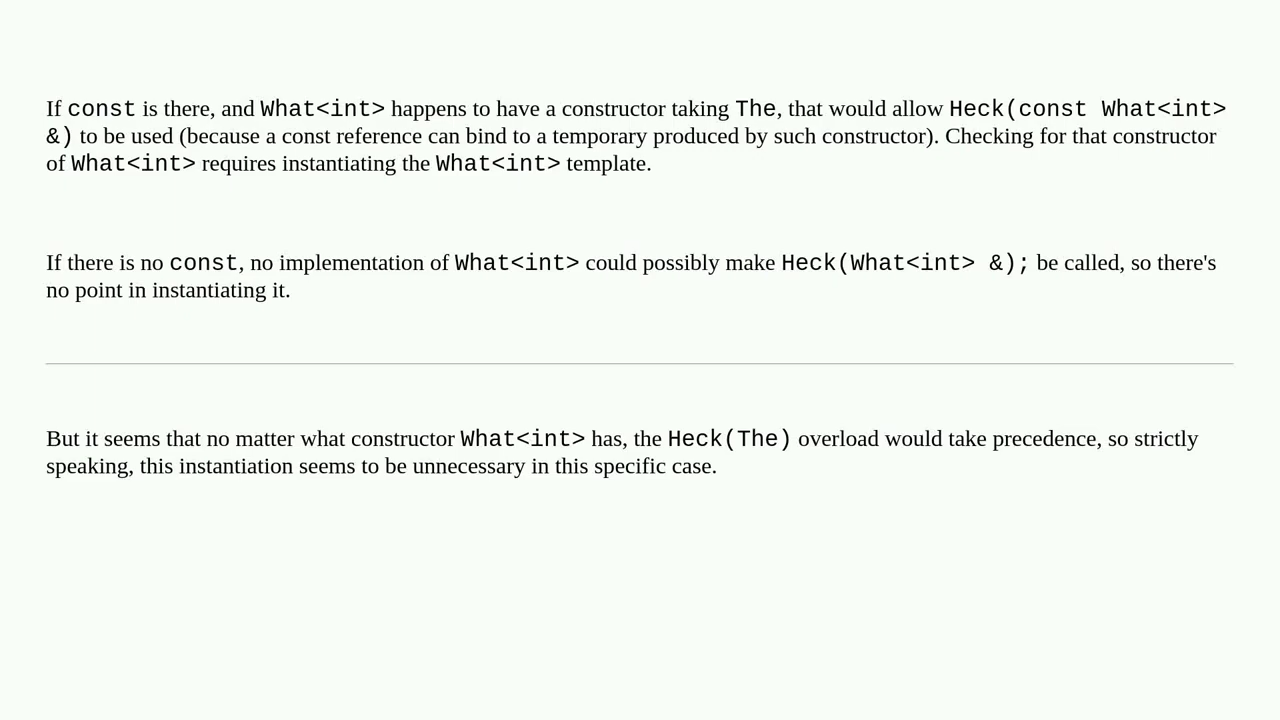 If const is there, and What<int> happens to have a constructor taking The, that would allow Heck(const What<int>
&) to be used (because a const reference can bind to a temporary produced by such constructor). Checking for that constructor
of What<int> requires instantiating the What<int> template.
If there is no const, no implementation of What<int> could possibly make Heck(What<int> &); be called, so there's
no point in instantiating it.
But it seems that no matter what constructor What<int> has, the Heck(The) overload would take precedence, so strictly
speaking, this instantiation seems to be unnecessary in this specific case.